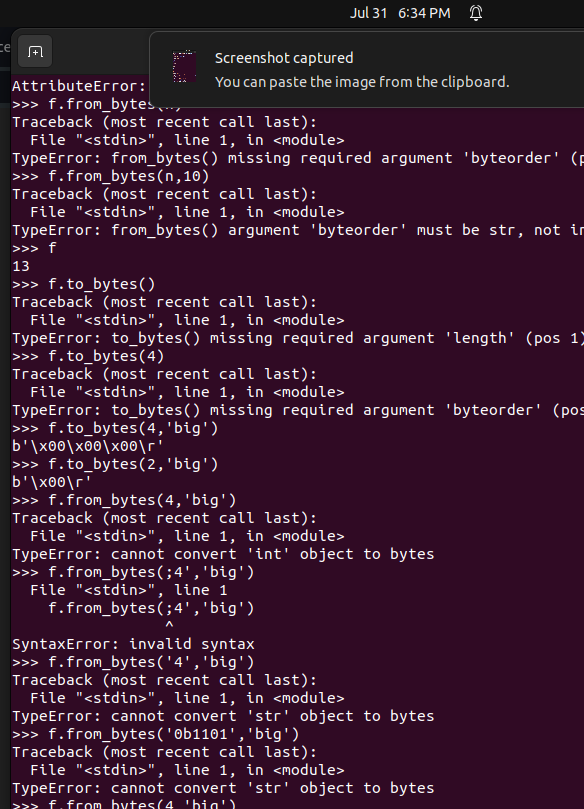 Jul 31 6:34 PM
Screenshot captured
You can paste the image from the clipboard.
AttributeError:
>>> f.from_bytes(
Traceback (most recent call last):
  File "<stdin>", line 1, in <module>
TypeError: from_bytes() missing required argument 'byteorder' (p
>>> f.from_bytes(n,10)
Traceback (most recent call last):
  File "<stdin>", line 1, in <module>
TypeError: from_bytes() argument 'byteorder' must be str, not in
>>> f
13
>>> f.to_bytes()
Traceback (most recent call last):
  File "<stdin>", line 1, in <module>
TypeError: to_bytes() missing required argument 'length' (pos 1)
>>> f.to_bytes(4)
Traceback (most recent call last):
  File "<stdin>", line 1, in <module>
TypeError: to_bytes() missing required argument 'byteorder' (pos
>>> f.to_bytes(4,'big')
b'\x00\x00\x00\r'
>>> f.to_bytes(2,'big')
b'\x00\r'
>>> f.from_bytes(4,'big')
Traceback (most recent call last):
  File "<stdin>", line 1, in <module>
TypeError: cannot convert 'int' object to bytes
>>> f.from_bytes(;4','big')
  File "<stdin>", line 1
    f.from_bytes(;4','big')
                 ^
SyntaxError: invalid syntax
>>> f.from_bytes('4','big')
Traceback (most recent call last):
  File "<stdin>", line 1, in <module>
TypeError: cannot convert 'str' object to bytes
>>> f.from_bytes('0b1101','big')
Traceback (most recent call last):
  File "<stdin>", line 1, in <module>
TypeError: cannot convert 'str' object to bytes
>>> f.from_bytes(4,'big')